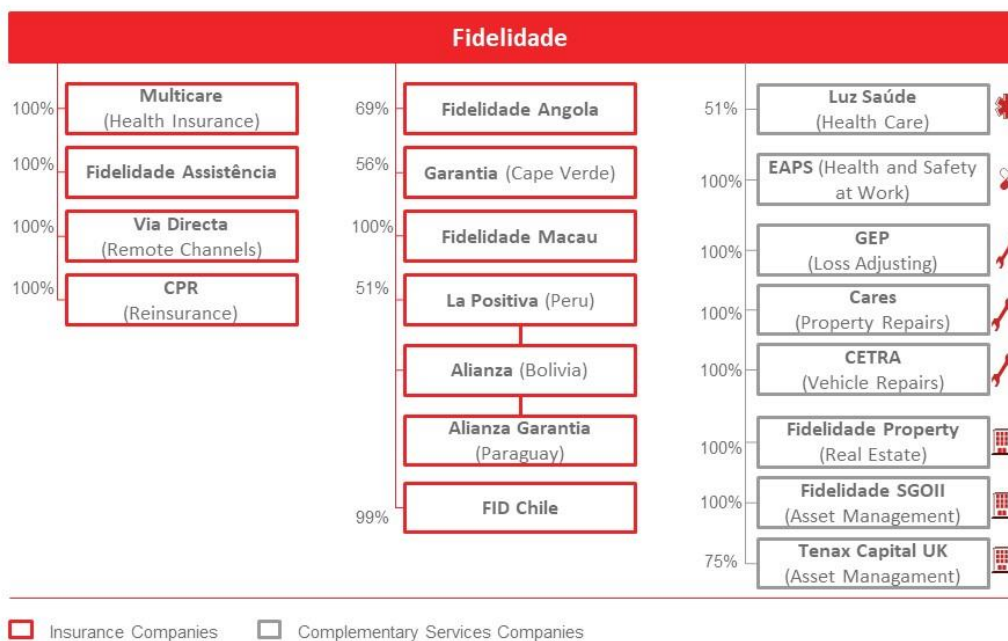 Fidelidade
100%
Multicare
(Health Insurance)
100%
Fidelidade Assistência
100%
Via Directa
(Remote Channels)
100%
CPR
(Reinsurance)
69%
Fidelidade Angola
56%
Garantia (Cape Verde)
100%
Fidelidade Macau
51%
La Positiva (Peru)
Alianza (Bolivia)
Alianza Garantia
(Paraguay)
99%
FID Chile
51%
Luz Saúde
(Health Care)
100%
EAPS (Health and Safety
at Work)
100%
GEP
(Loss Adjusting)
100%
Cares
(Property Repairs)
100%
CETRA
(Vehicle Repairs)
100%
Fidelidade Property
(Real Estate)
100%
Fidelidade SGOII
(Asset Management)
75%
Tenax Capital UK
(Asset Managament)
Insurance Companies
Complementary Services Companies